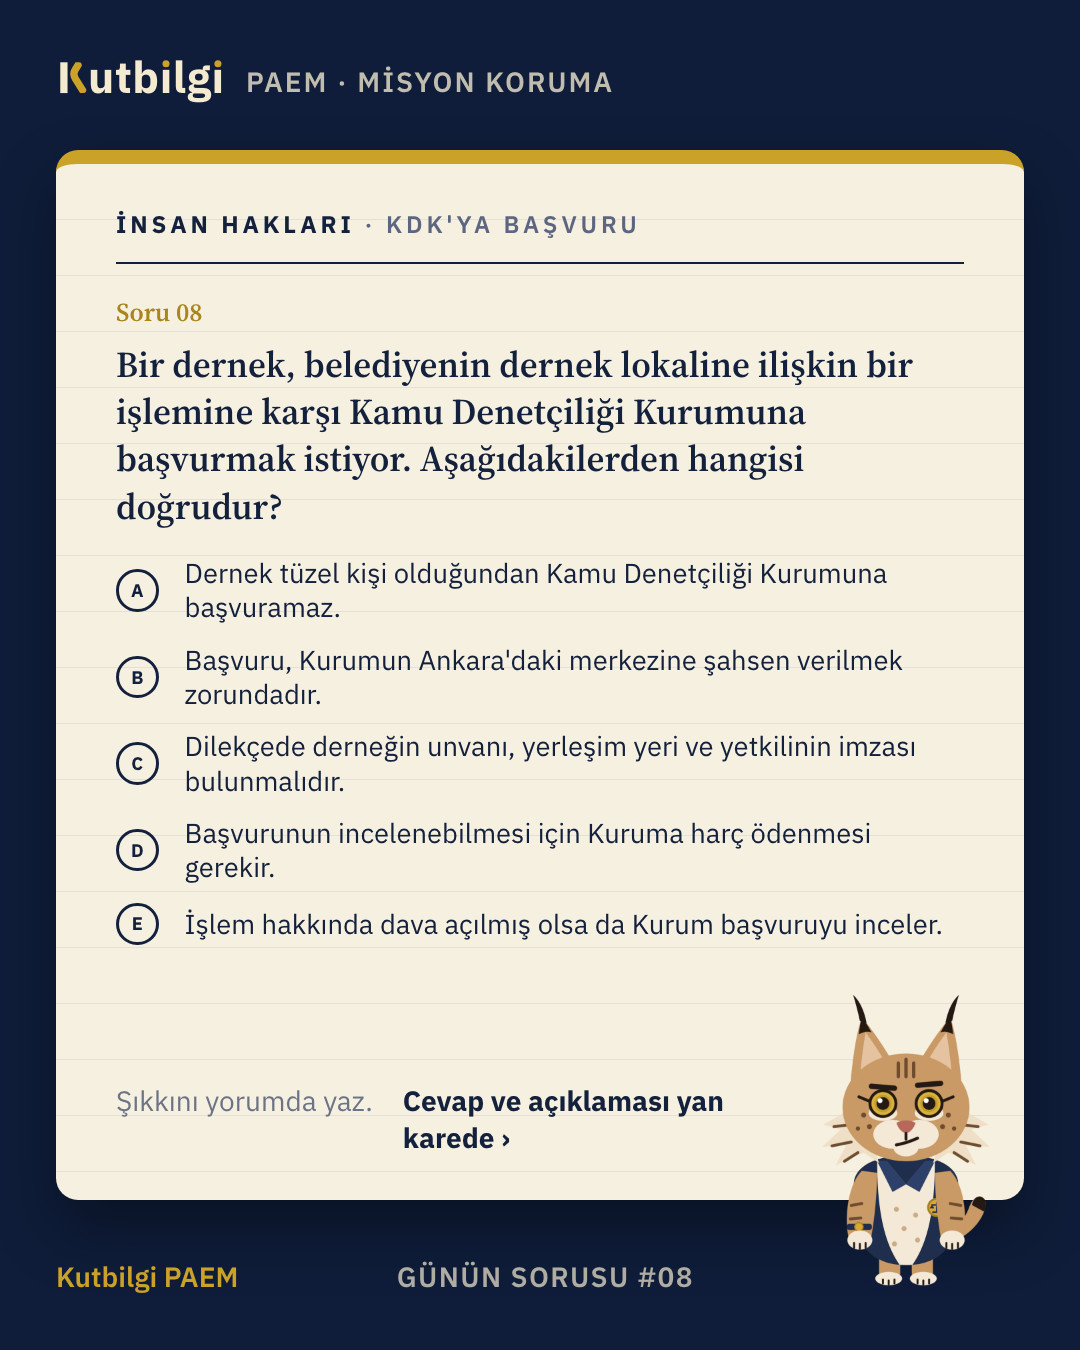 Kutbilgi PAEM · MİSYON KORUMA
İNSAN HAKLARI · KDK'YA BAŞVURU
Soru 08
Bir dernek, belediyenin dernek lokaline ilişkin bir
işlemine karşı Kamu Denetçiliği Kurumuna
başvurmak istiyor. Aşağıdakilerden hangisi
doğrudur?
A Dernek tüzel kişi olduğundan Kamu Denetçiliği Kurumuna
başvuramaz.
B Başvuru, Kurumun Ankara'daki merkezine şahsen verilmek
zorundadır.
C Dilekçede derneğin unvanı, yerleşim yeri ve yetkilinin imzası
bulunmalıdır.
D Başvurunun incelenebilmesi için Kuruma harç ödenmesi
gerekir.
E İşlem hakkında dava açılmış olsa da Kurum başvuruyu inceler.
Şıkkını yorumda yaz. Cevap ve açıklaması yan
karede ›
Kutbilgi PAEM GÜNÜN SORUSU #08